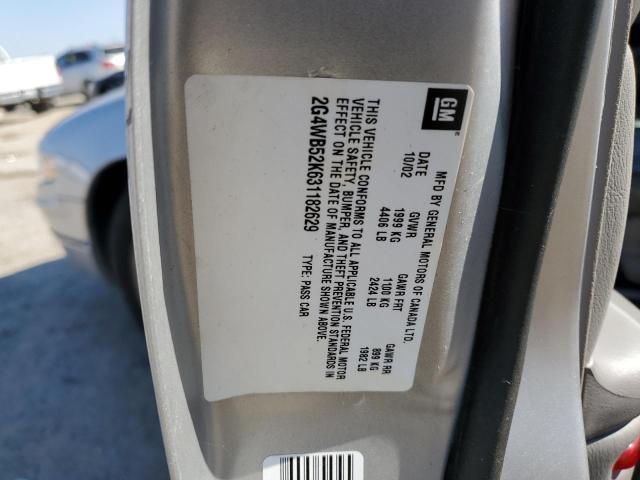 GM
MFD BY GENERAL MOTORS OF CANADA LTD.
DATE GVWR GAWR FRT GAWR RR
10/02 1999 KG 1100 KG 899 KG
4406 LB 2424 LB 1982 LB
THIS VEHICLE CONFORMS TO ALL APPLICABLE U.S. FEDERAL MOTOR
VEHICLE SAFETY, BUMPER, AND THEFT PREVENTION STANDARDS IN
EFFECT ON THE DATE OF MANUFACTURE SHOWN ABOVE.
2G4WB52K631182629 TYPE: PASS CAR